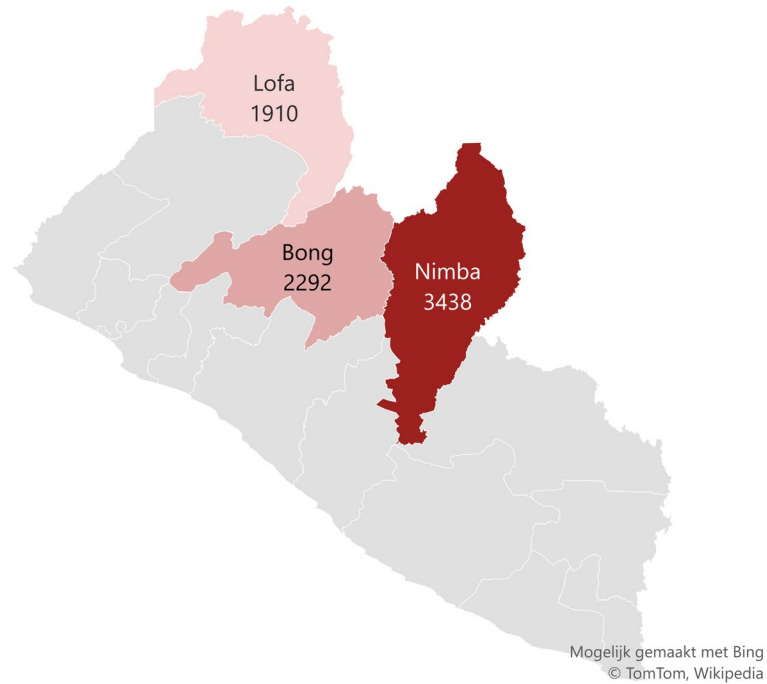 Lofa
1910
Bong
2292
Nimba
3438
Mogelijk gemaakt met Bing
© TomTom, Wikipedia